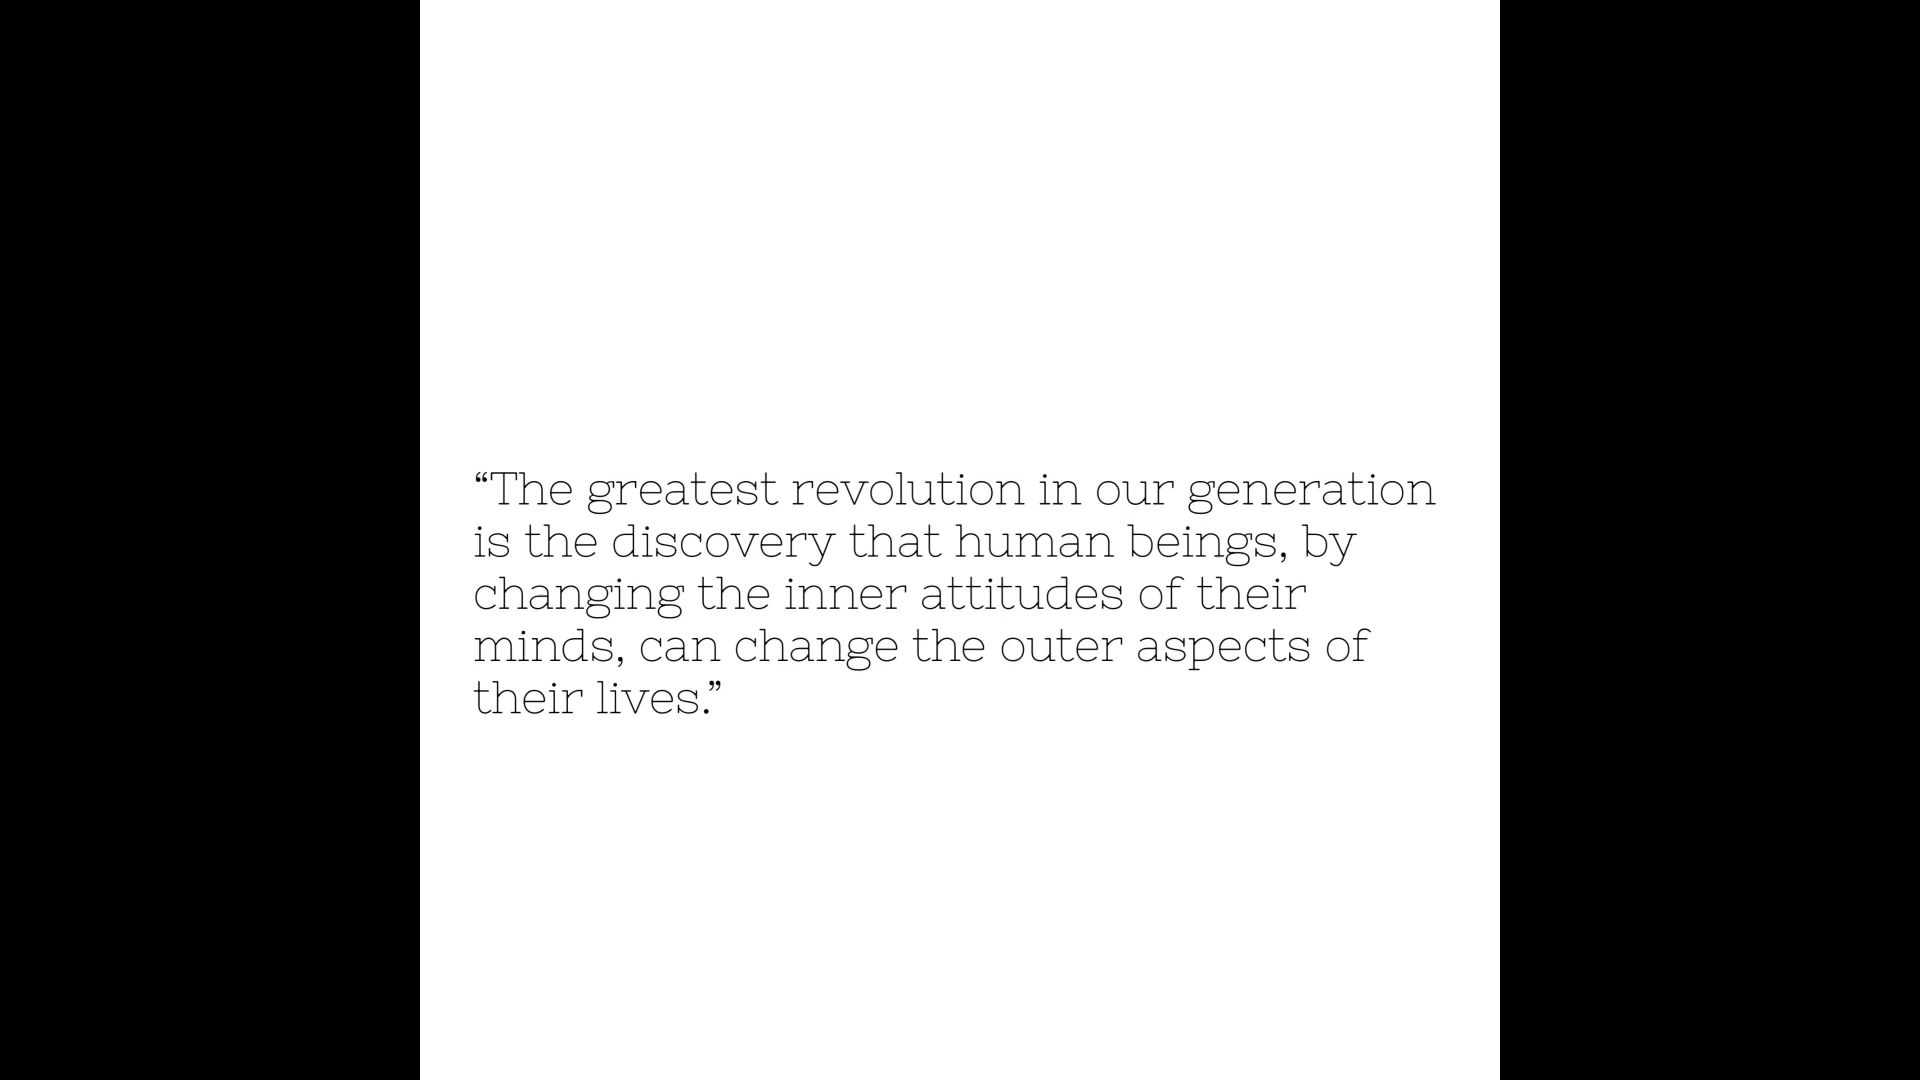 “The greatest revolution in our generation
is the discovery that human beings, by
changing the inner attitudes of their
minds, can change the outer aspects of
their lives.”